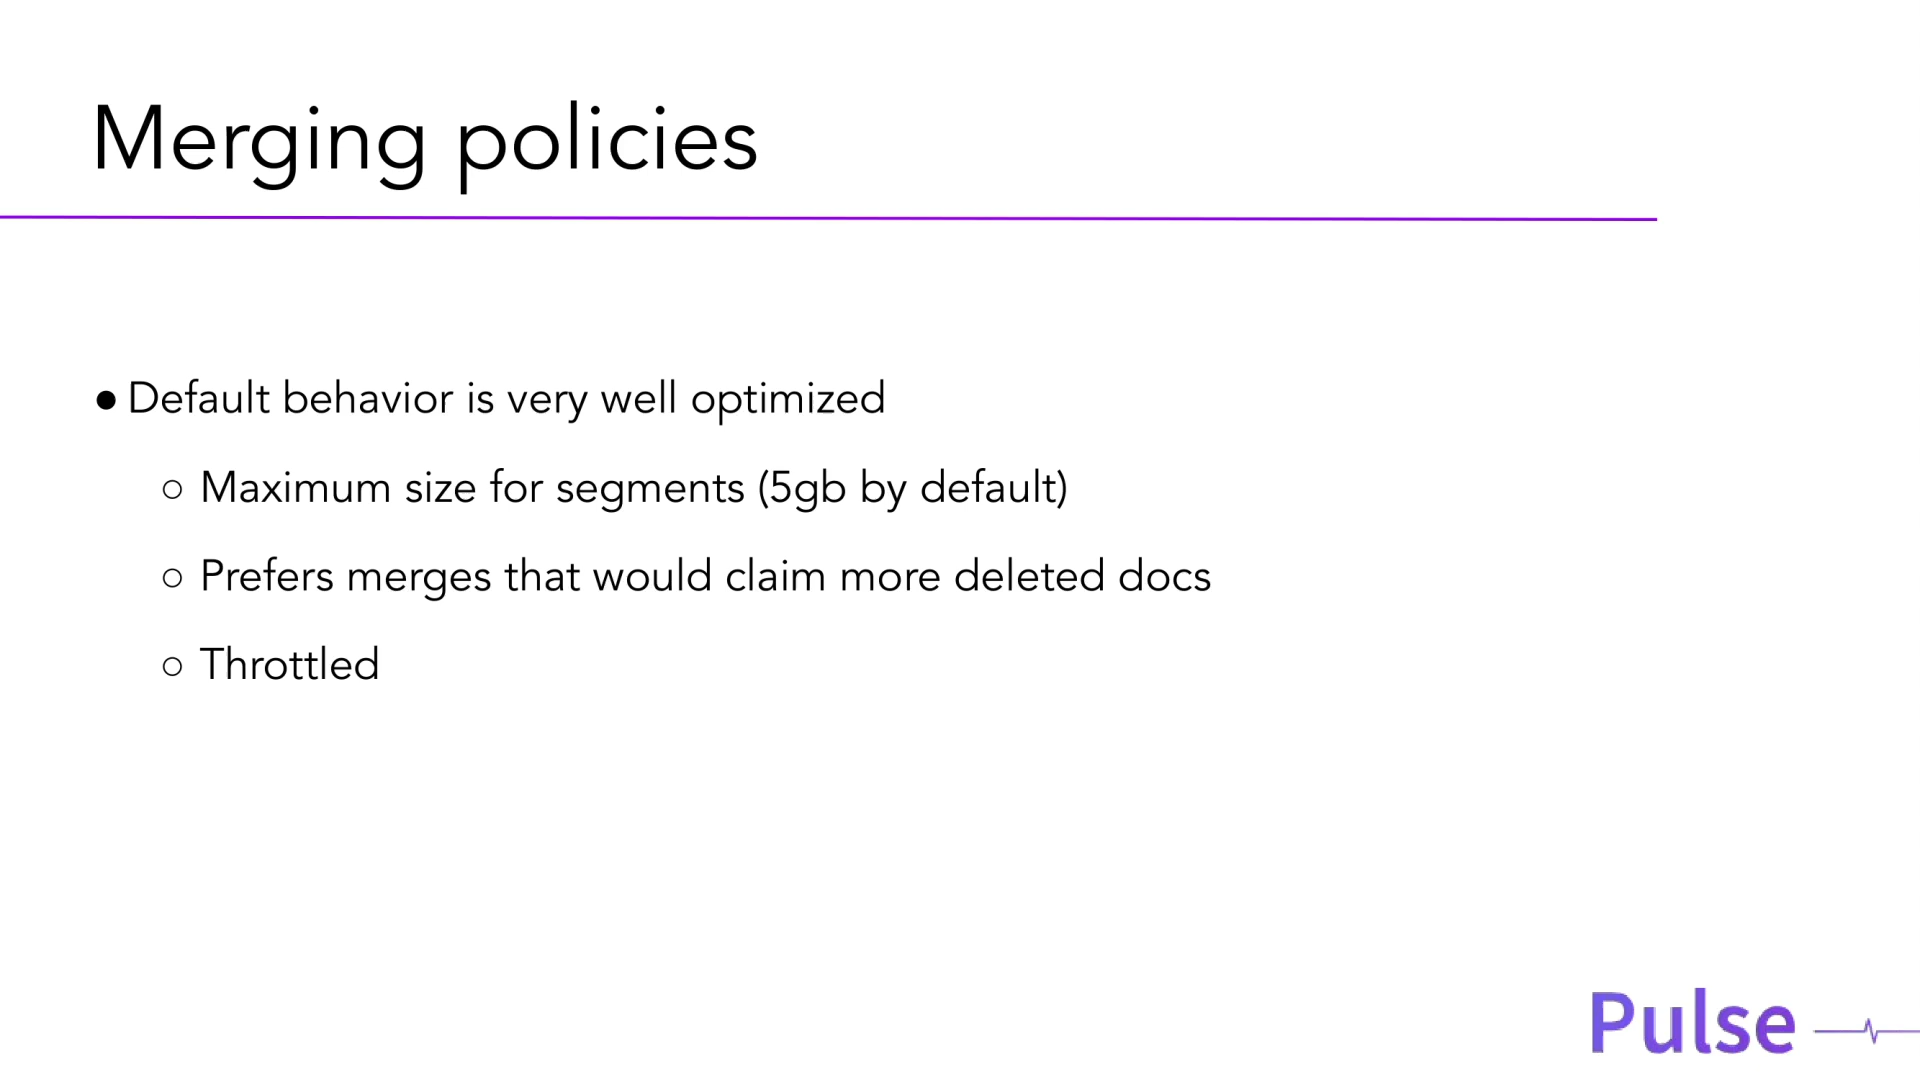 Merging policies
● Default behavior is very well optimized
○ Maximum size for segments (5gb by default)
○ Prefers merges that would claim more deleted docs
○ Throttled
Pulse